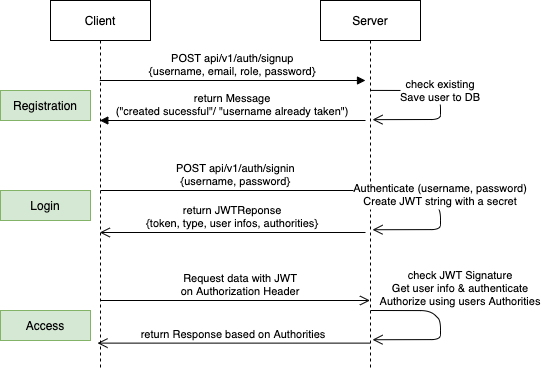 Client
Server
POST api/v1/auth/signup
{username, email, role, password}
check existing
Save user to DB
Registration
return Message
("created sucessful"/ "username already taken")
POST api/v1/auth/signin
{username, password}
Authenticate (username, password)
Create JWT string with a secret
Login
return JWTReponse
{token, type, user infos, authorities}
Request data with JWT
on Authorization Header
check JWT Signature
Get user info & authenticate
Authorize using users Authorities
Access
return Response based on Authorities